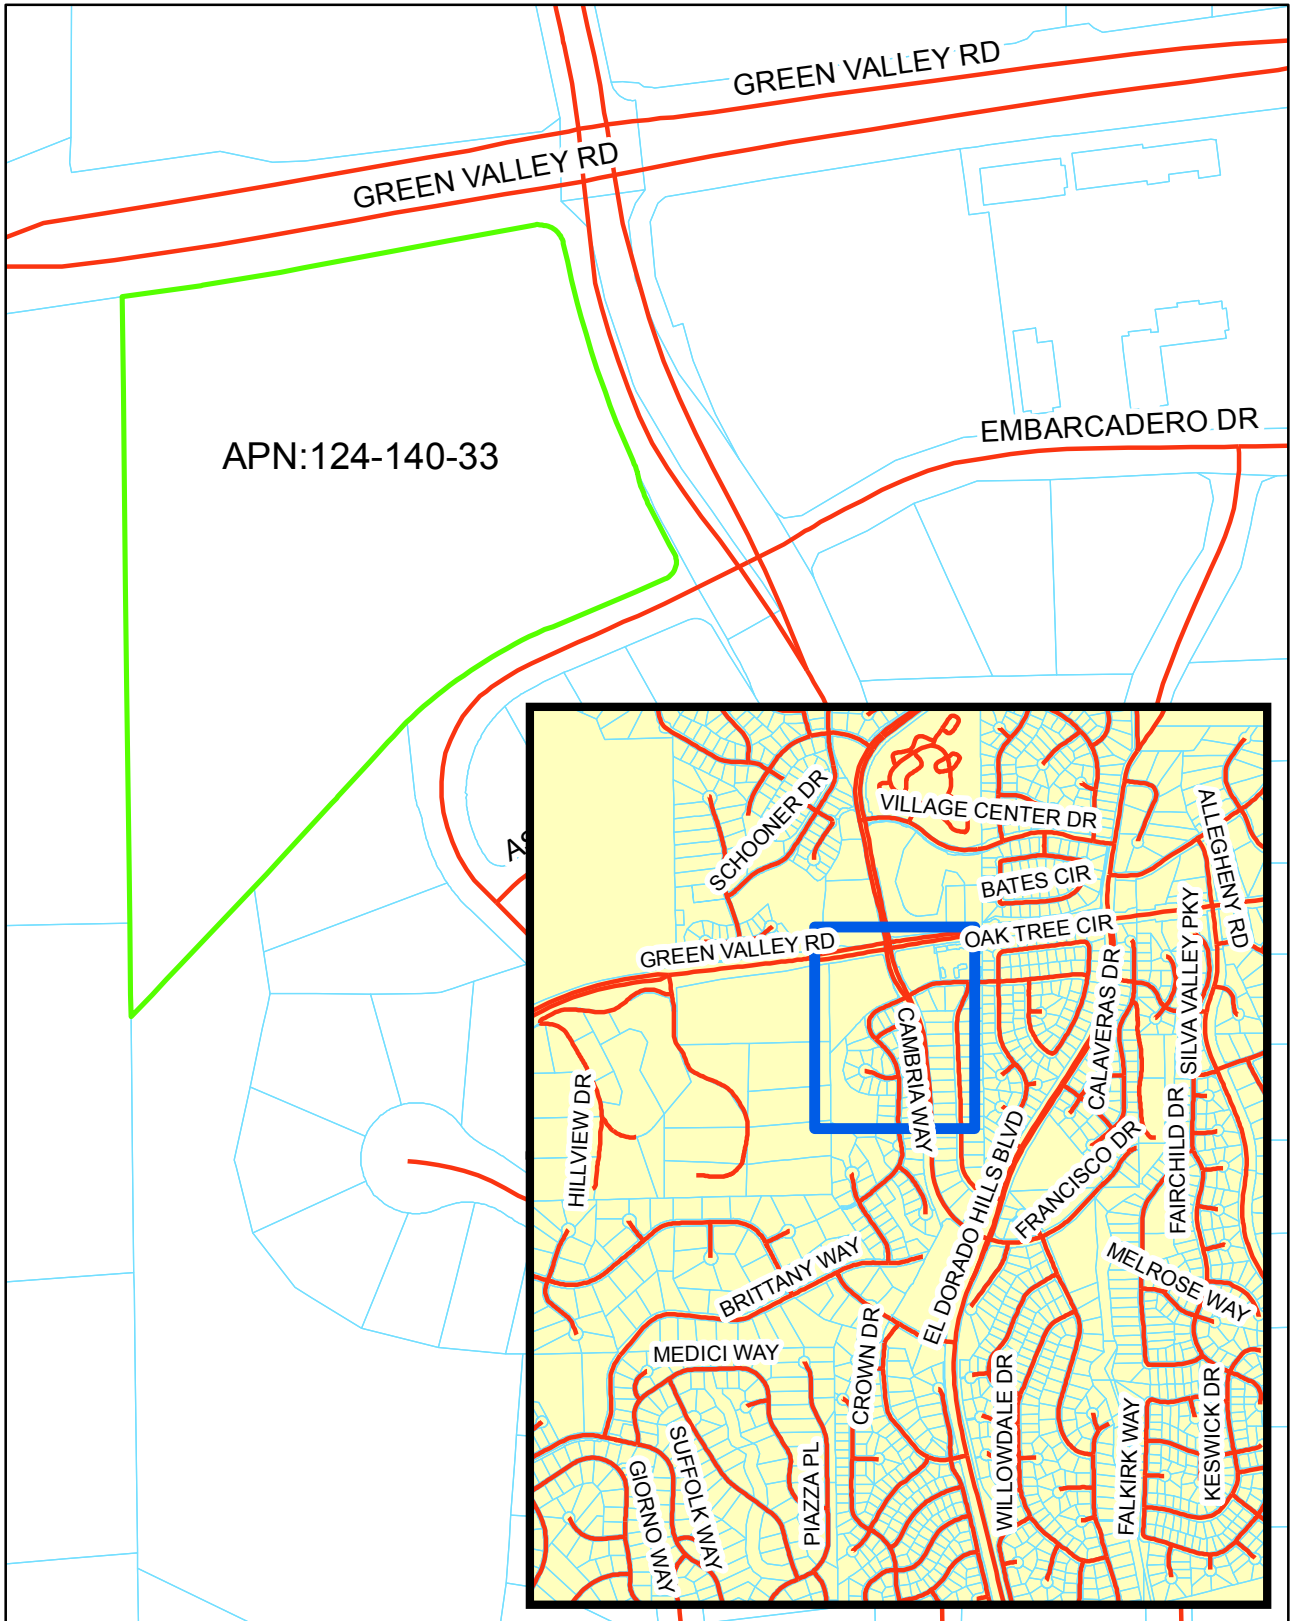 GREEN VALLEY RD
GREEN VALLEY RD
EMBARCADERO DR
APN:124-140-33
SCHOONER DR
VILLAGE CENTER DR
ALLEGHENY RD
BATES CIR
OAK TREE CIR
GREEN VALLEY RD
SILVA VALLEY PKY
CALAVERAS DR
CAMBRIA WAY
HILLVIEW DR
FAIRCHILD DR
FRANCISCO DR
EL DORADO HILLS BLVD
BRITTANY WAY
MELROSE WAY
MEDICI WAY
CROWN DR
WILLOWDALE DR
KESWICK DR
FALKIRK WAY
SUFFOLK WAY
PIAZZA PL
GIORNO WAY